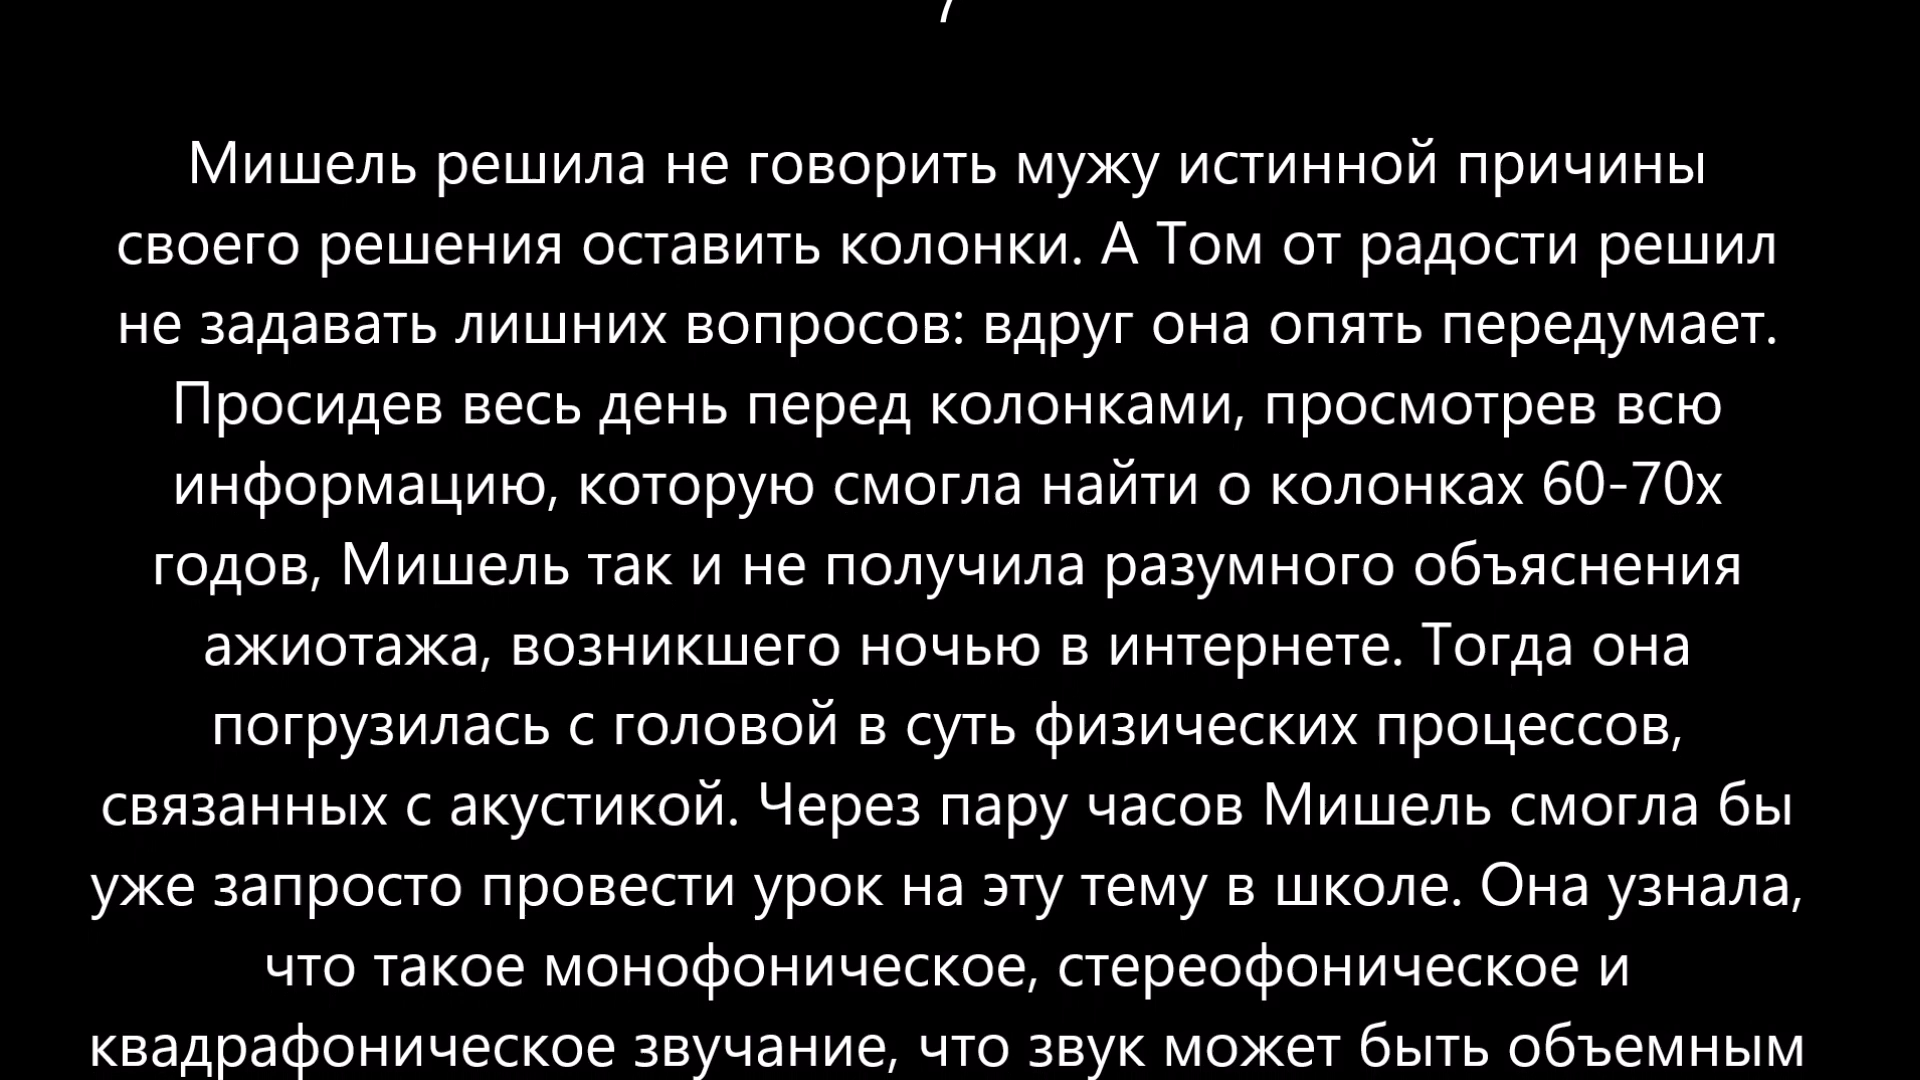 7
Мишель решила не говорить мужу истинной причины
своего решения оставить колонки. А Том от радости решил
не задавать лишних вопросов: вдруг она опять передумает.
Просидев весь день перед колонками, просмотрев всю
информацию, которую смогла найти о колонках 60-70х
годов, Мишель так и не получила разумного объяснения
ажиотажа, возникшего ночью в интернете. Тогда она
погрузилась с головой в суть физических процессов,
связанных с акустикой. Через пару часов Мишель смогла бы
уже запросто провести урок на эту тему в школе. Она узнала,
что такое монофоническое, стереофоническое и
квадрафоническое звучание, что звук может быть объемным